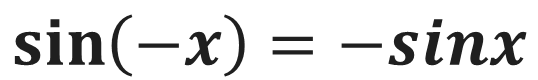 sin(−x) = −sinx